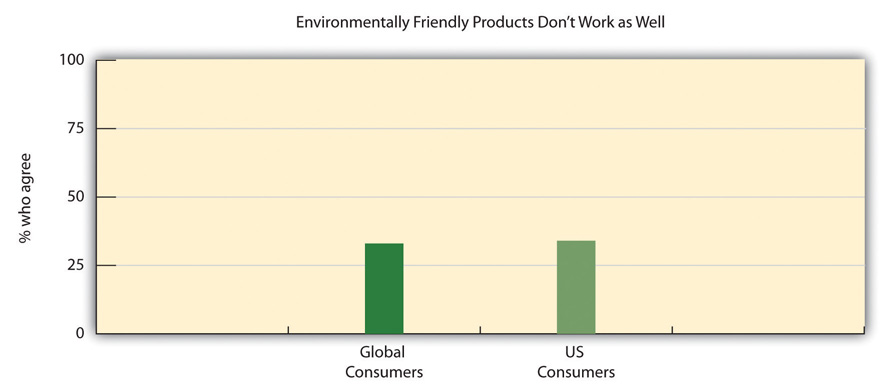 Environmentally Friendly Products Don’t Work as Well
100
75
50
25
0
% who agree
Global
Consumers
US
Consumers